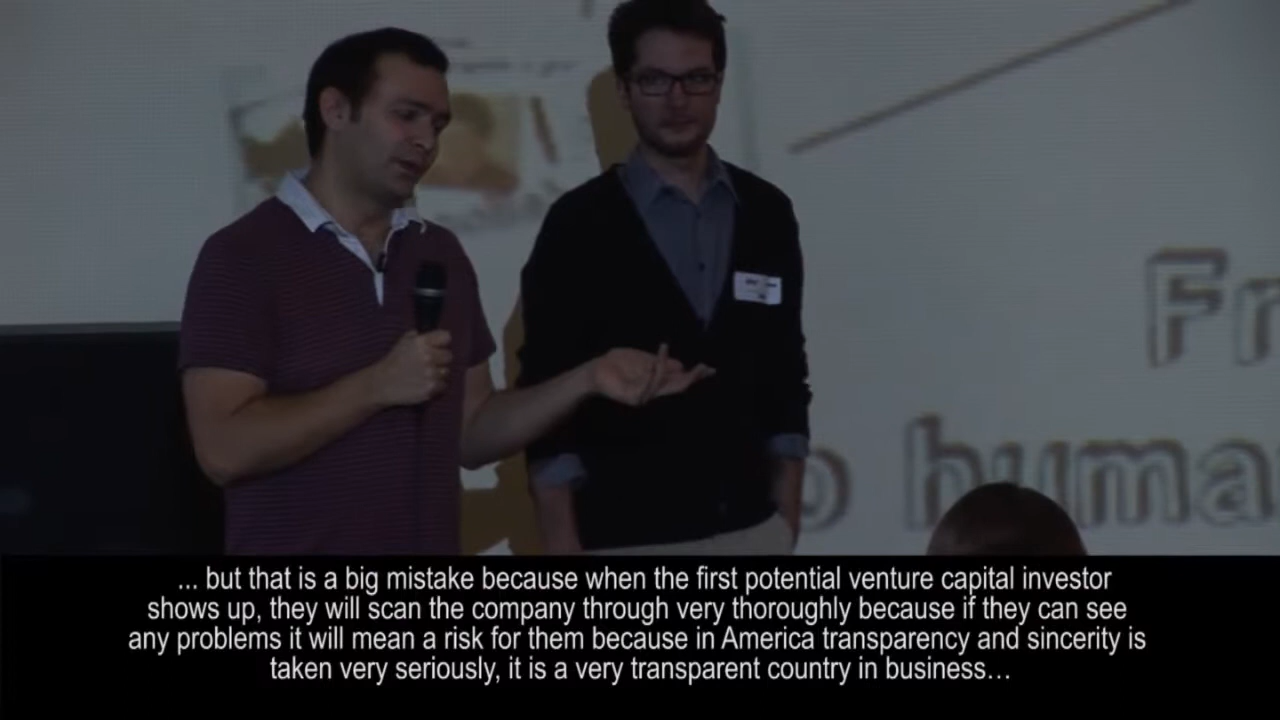 Fr
o huma
... but that is a big mistake because when the first potential venture capital investor
shows up, they will scan the company through very thoroughly because if they can see
any problems it will mean a risk for them because in America transparency and sincerity is
taken very seriously, it is a very transparent country in business…